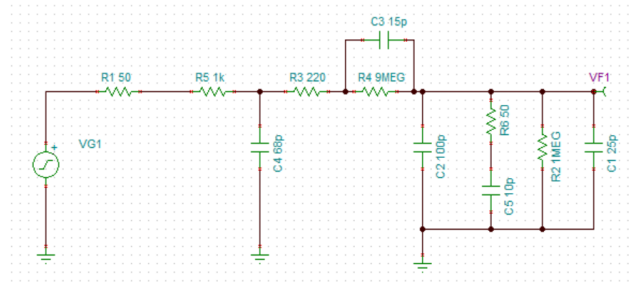 C3 15p
R1 50
R5 1k
R3 220
R4 9MEG
VF1
VG1
+
C4 68p
C2 100p
R6 50
C5 10p
R2 1MEG
C1 25p